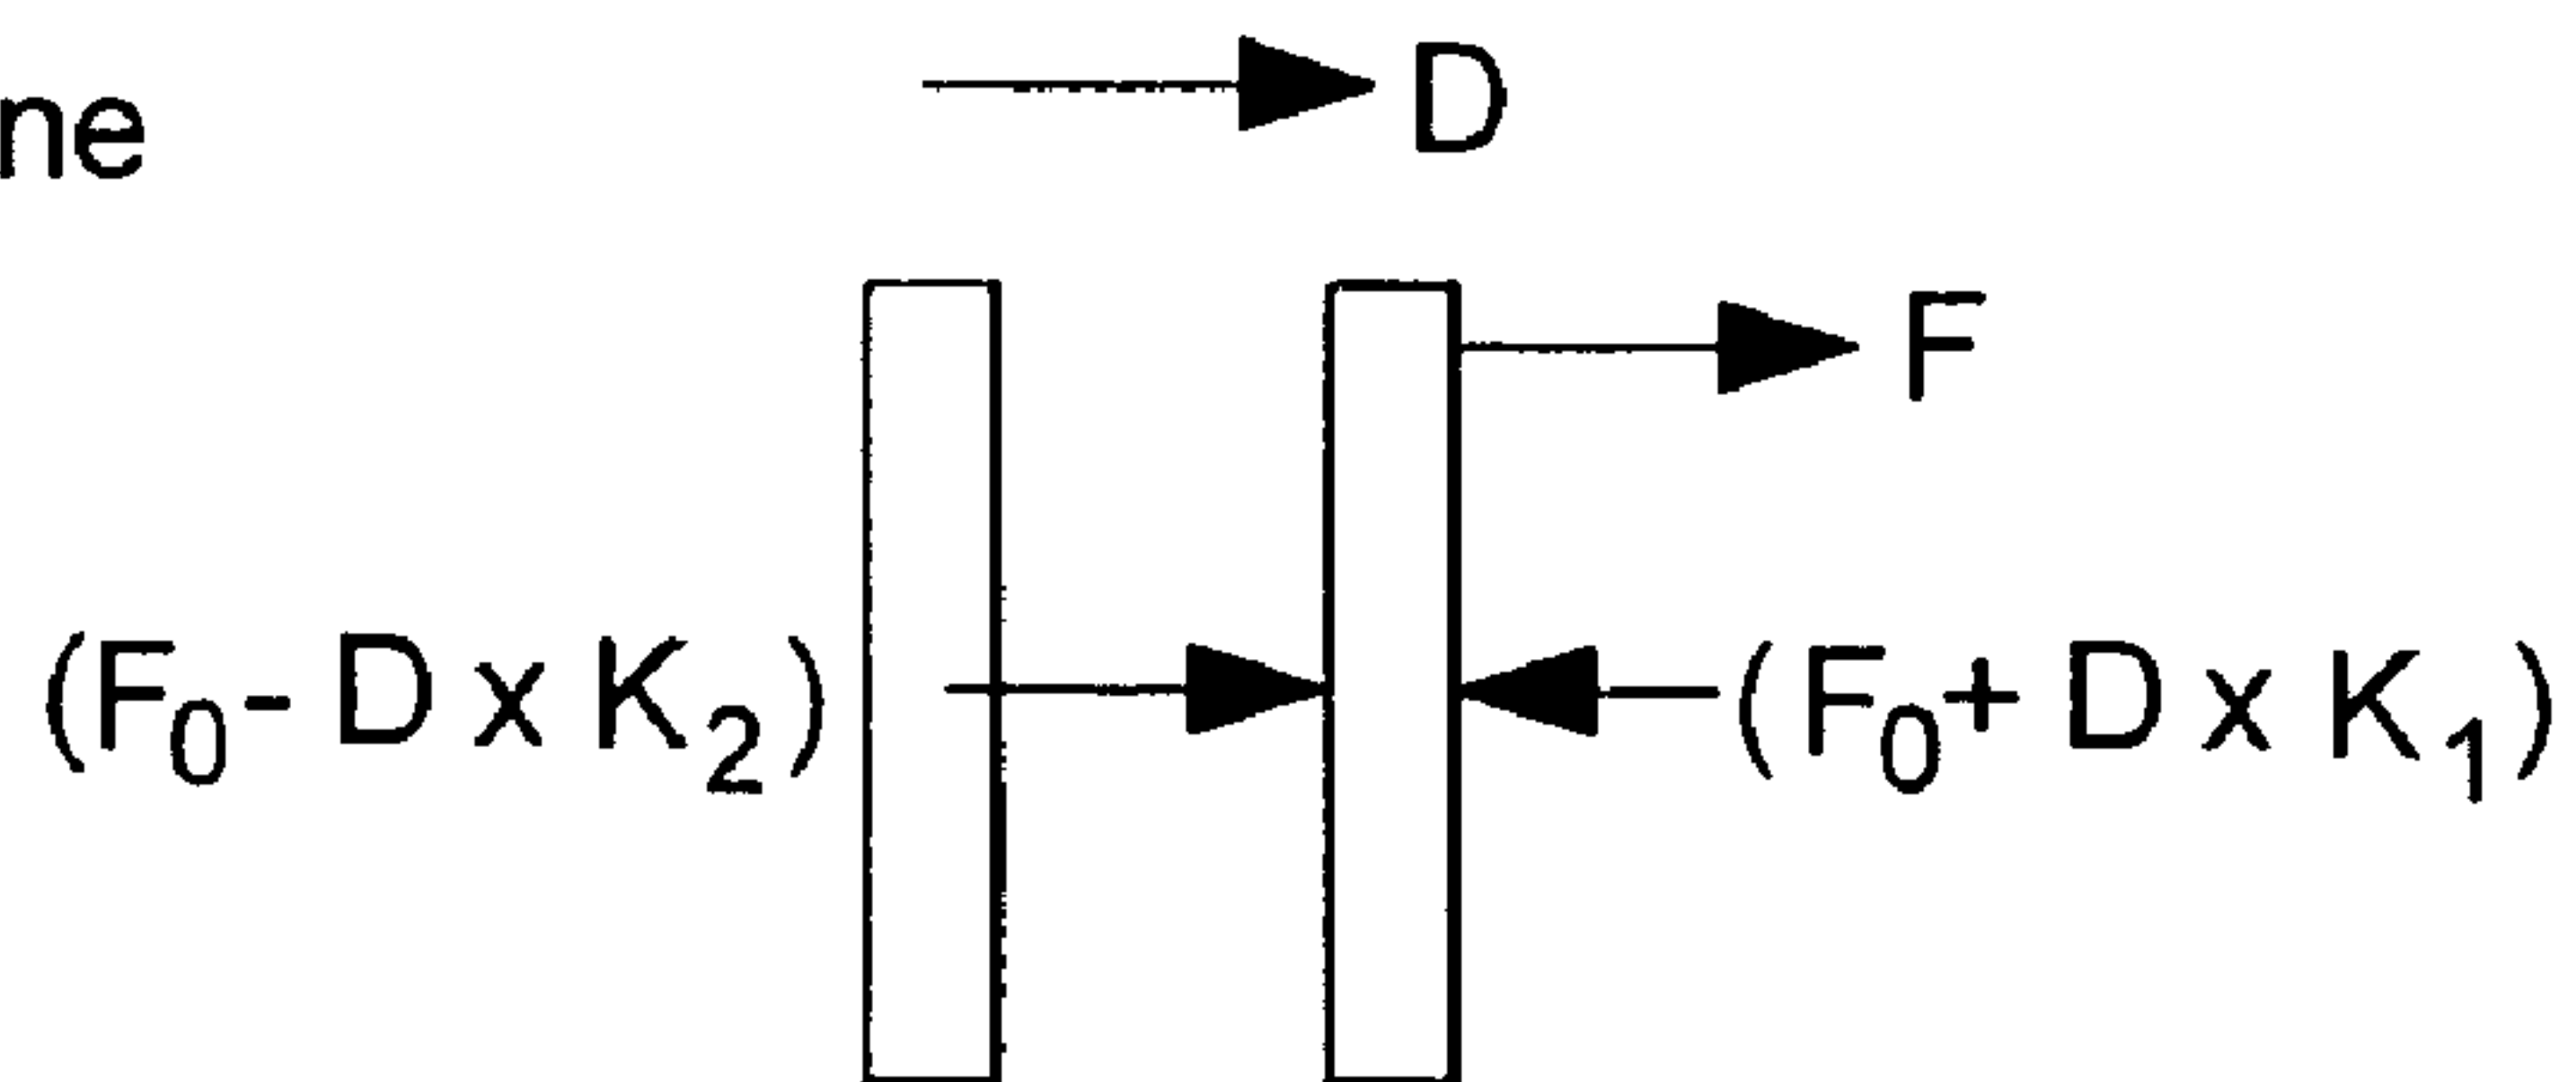 ne
D
F
(F₀- D x K₂)
(F₀+ D x K₁)